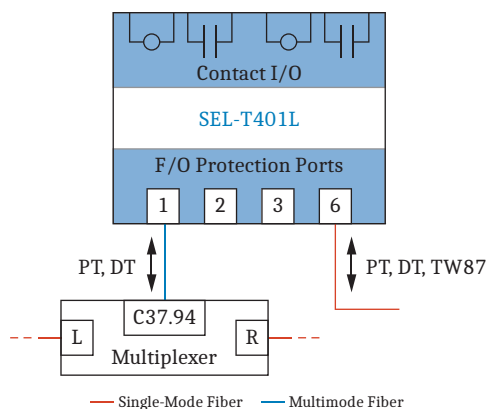 Contact I/O
SEL-T401L
F/O Protection Ports
1 2 3 6
PT, DT
PT, DT, TW87
C37.94
L
R
Multiplexer
Single-Mode Fiber
Multimode Fiber